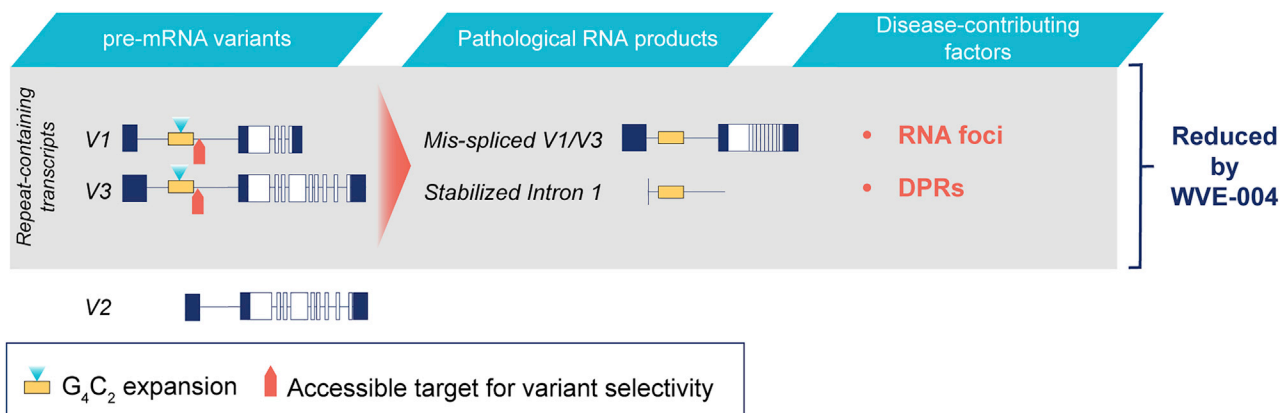 pre-mRNA variants
Pathological RNA products
Disease-contributing
factors
Repeat-containing
transcripts
V1
V3
Mis-spliced V1/V3
Stabilized Intron 1
• RNA foci
• DPRs
Reduced
by
WVE-004
V2
G₄C₂ expansion
Accessible target for variant selectivity